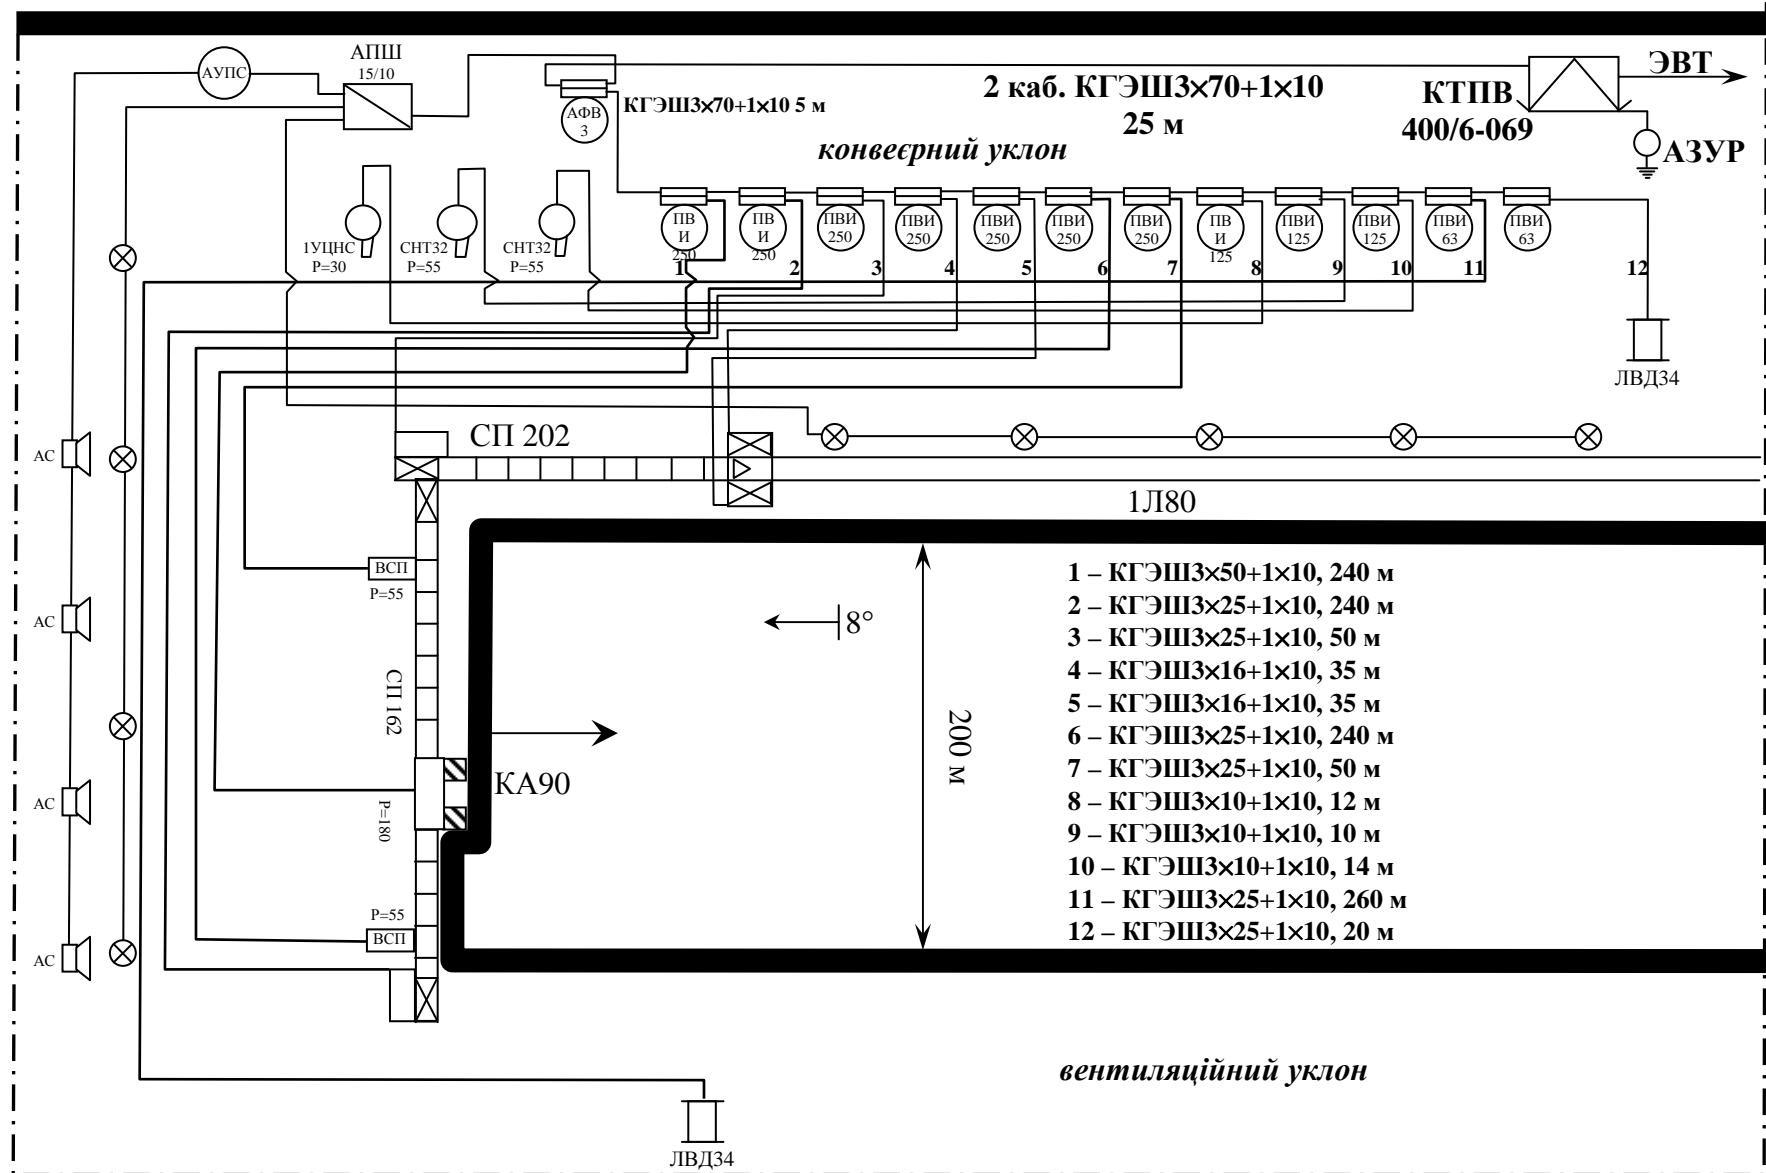 АПШ
15/10
АУПС
АФВ
3
КГЭШ3×70+1×10 5 м
2 каб. КГЭШ3×70+1×10
25 м
КТПВ
400/6-069
ЭВТ
АЗУР
конвеєрний уклон
1УЦНС
P=30
СНТ32
P=55
СНТ32
P=55
ПВ
И
250
ПВ
И
250
ПВИ
250
ПВИ
250
ПВИ
250
ПВИ
250
ПВИ
250
ПВ
И
125
ПВИ
125
ПВИ
125
ПВИ
63
ПВИ
63
1
2
3
4
5
6
7
8
9
10
11
12
ЛВД34
СП 202
1Л80
АС
АС
АС
АС
ВСП
P=55
СП 162
КА90
P=180
P=55
ВСП
8°
200 м
1 – КГЭШ3×50+1×10, 240 м
2 – КГЭШ3×25+1×10, 240 м
3 – КГЭШ3×25+1×10, 50 м
4 – КГЭШ3×16+1×10, 35 м
5 – КГЭШ3×16+1×10, 35 м
6 – КГЭШ3×25+1×10, 240 м
7 – КГЭШ3×25+1×10, 50 м
8 – КГЭШ3×10+1×10, 12 м
9 – КГЭШ3×10+1×10, 10 м
10 – КГЭШ3×10+1×10, 14 м
11 – КГЭШ3×25+1×10, 260 м
12 – КГЭШ3×25+1×10, 20 м
вентиляційний уклон
ЛВД34